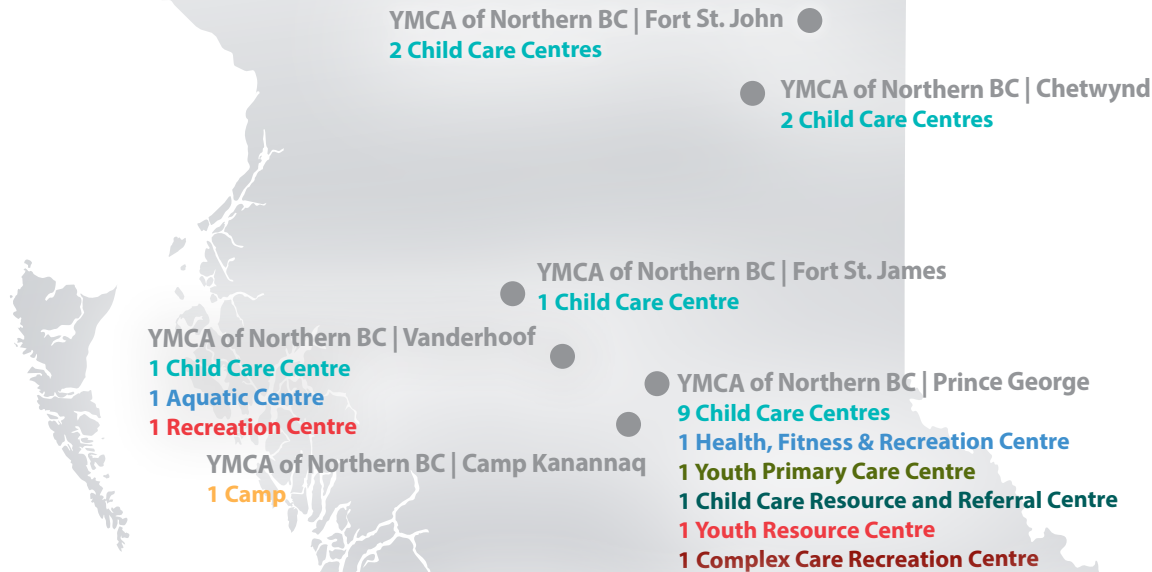 YMCA of Northern BC | Fort St. John
2 Child Care Centres
YMCA of Northern BC | Chetwynd
2 Child Care Centres
YMCA of Northern BC | Fort St. James
1 Child Care Centre
YMCA of Northern BC | Vanderhoof
1 Child Care Centre
1 Aquatic Centre
1 Recreation Centre
YMCA of Northern BC | Prince George
9 Child Care Centres
1 Health, Fitness & Recreation Centre
1 Youth Primary Care Centre
1 Child Care Resource and Referral Centre
1 Youth Resource Centre
1 Complex Care Recreation Centre
YMCA of Northern BC | Camp Kanannaq
1 Camp